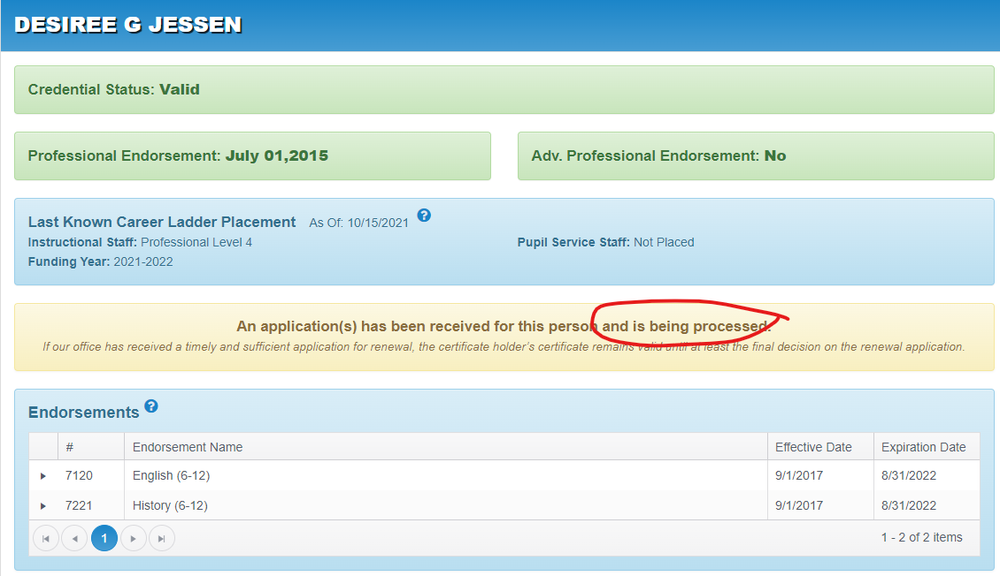 DESIREE G JESSEN
Credential Status: Valid
Professional Endorsement: July 01,2015
Adv. Professional Endorsement: No
Last Known Career Ladder Placement As Of: 10/15/2021 ?
Instructional Staff: Professional Level 4
Pupil Service Staff: Not Placed
Funding Year: 2021-2022
An application(s) has been received for this person and is being processed.
If our office has received a timely and sufficient application for renewal, the certificate holder's certificate remains valid until at least the final decision on the renewal application.
Endorsements ?
# Endorsement Name Effective Date Expiration Date
7120 English (6-12) 9/1/2017 8/31/2022
7221 History (6-12) 9/1/2017 8/31/2022
1 1 - 2 of 2 items